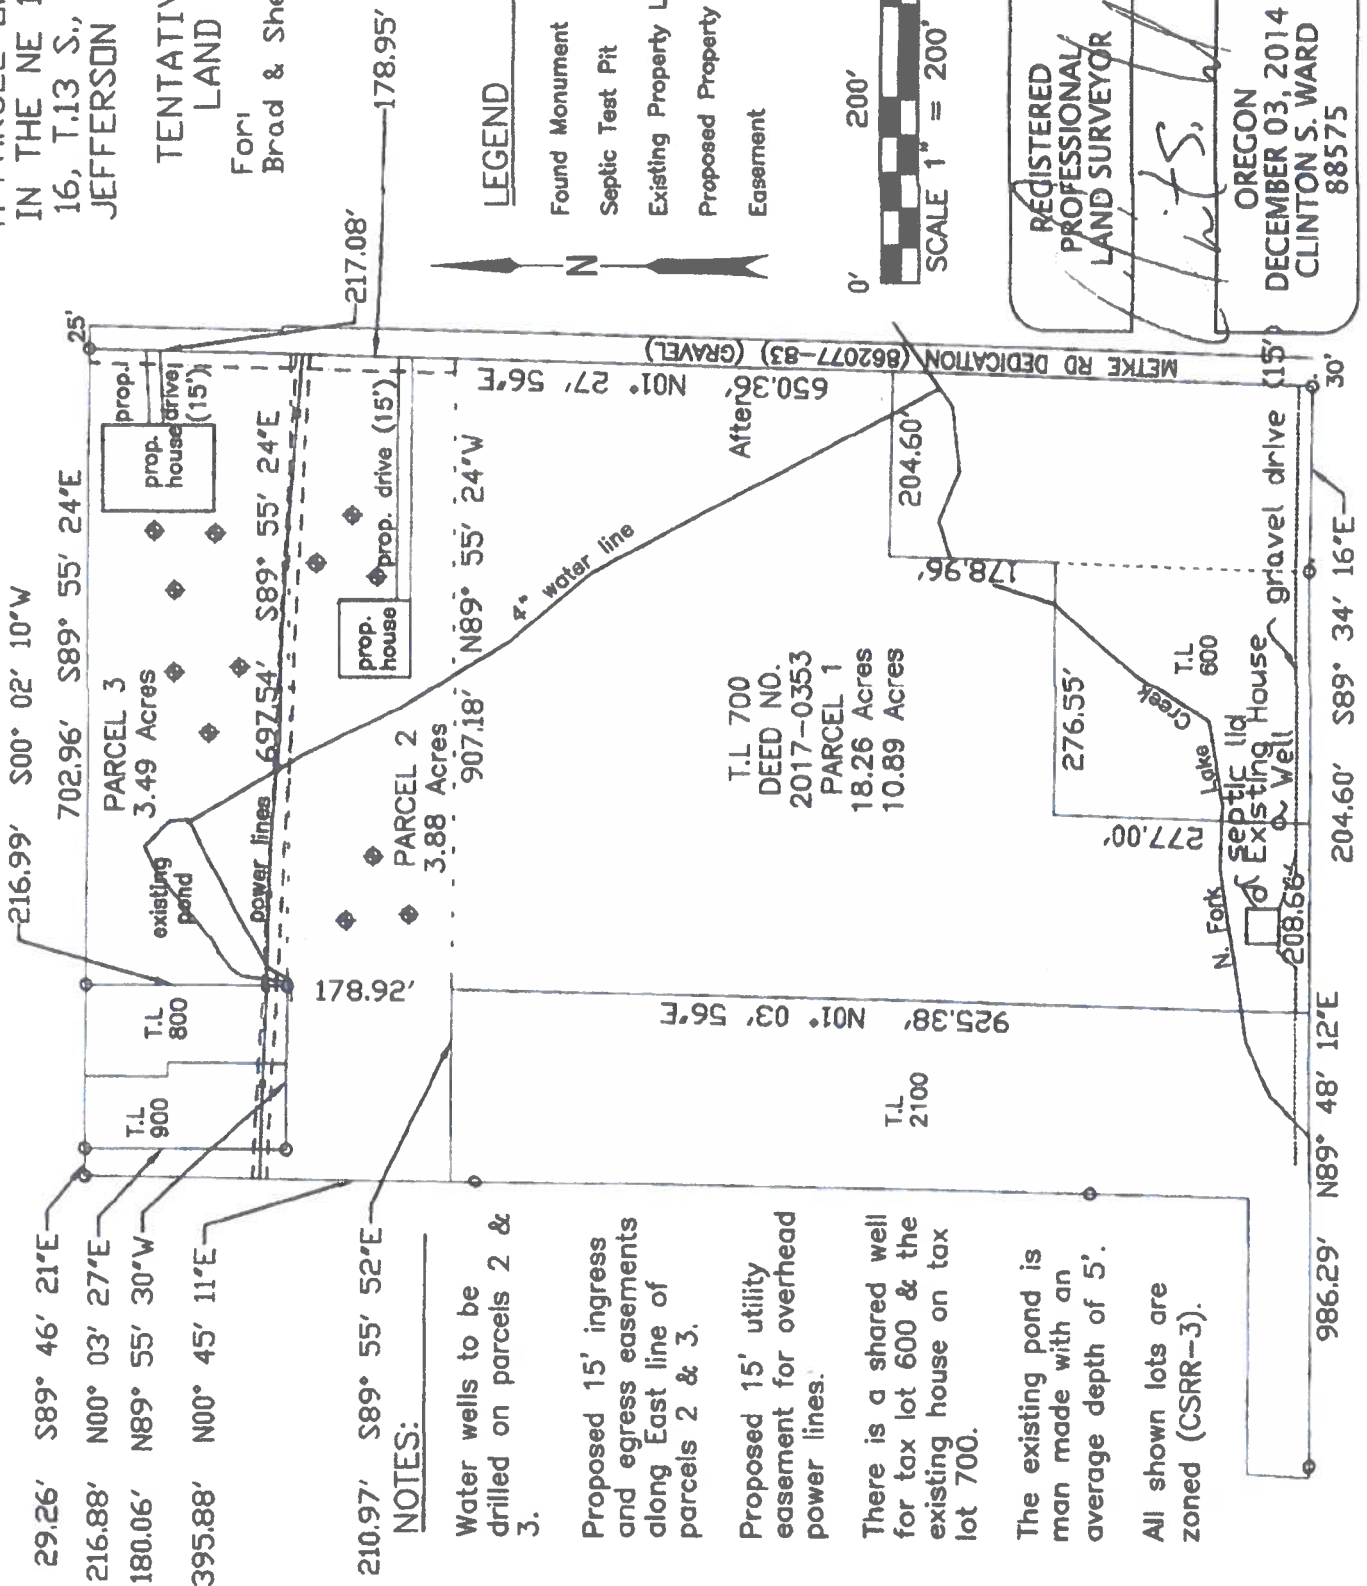 IN THE NE 1
16, T.13 S.,
JEFFERSON
TENTATIV
LAND
For:
Brad & She
29.26' S89° 46' 21"E
216.88' N00° 03' 27"E
180.06' N89° 55' 30"W
395.88' N00° 45' 11"E
210.97' S89° 55' 52"E
216.99' S00° 02' 10"W
702.96' S89° 55' 24"E
25'
217.08'
178.95'
T.L
900
T.L
800
existing
pond
PARCEL 3
3.49 Acres
prop.
house
prop.
drive
(15')
power lines
697.54' S89° 55' 24"E
178.92'
PARCEL 2
3.88 Acres
prop.
house
prop. drive (15')
907.18' N89° 55' 24"W
4" water line
N01° 27' 56"E
650.36'
After
METKE RD DEDICATION (862077-83) (GRAVEL)
T.L 700
DEED NO.
2017-0353
PARCEL 1
18.26 Acres
10.89 Acres
925.38' N01° 03' 56"E
T.L
2100
204.60'
178.96'
276.55'
277.00'
N. Fork
Lake
Creek
T.L
600
septic lid
Existing House
Well
gravel drive
(15')
208.66'
30'
986.29' N89° 48' 12"E
204.60' S89° 34' 16"E
NOTES:
Water wells to be
drilled on parcels 2 &
3.
Proposed 15' ingress
and egress easements
along East line of
parcels 2 & 3.
Proposed 15' utility
easement for overhead
power lines.
There is a shared well
for tax lot 600 & the
existing house on tax
lot 700.
The existing pond is
man made with an
average depth of 5'.
All shown lots are
zoned (CSRR-3).
LEGEND
Found Monument
Septic Test Pit
Existing Property L
Proposed Property
Easement
N
0' 200'
SCALE 1" = 200'
REGISTERED
PROFESSIONAL
LAND SURVEYOR
OREGON
DECEMBER 03, 2014
CLINTON S. WARD
88575